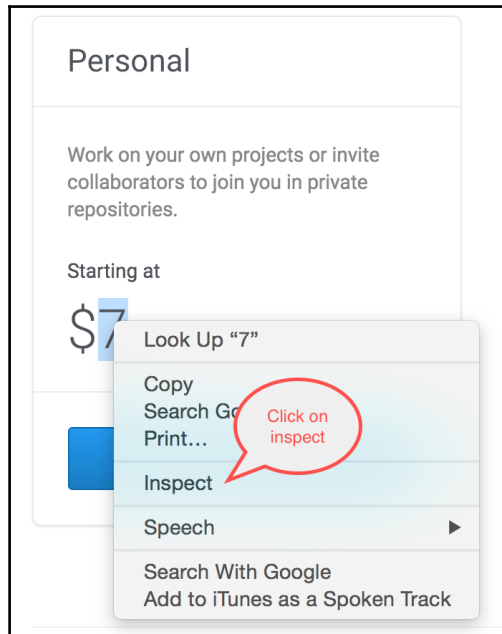 Personal
Work on your own projects or invite
collaborators to join you in private
repositories.
Starting at
$7
Look Up “7”
Copy
Search
Print…
Click on
inspect
Inspect
Speech
Search With Google
Add to iTunes as a Spoken Track